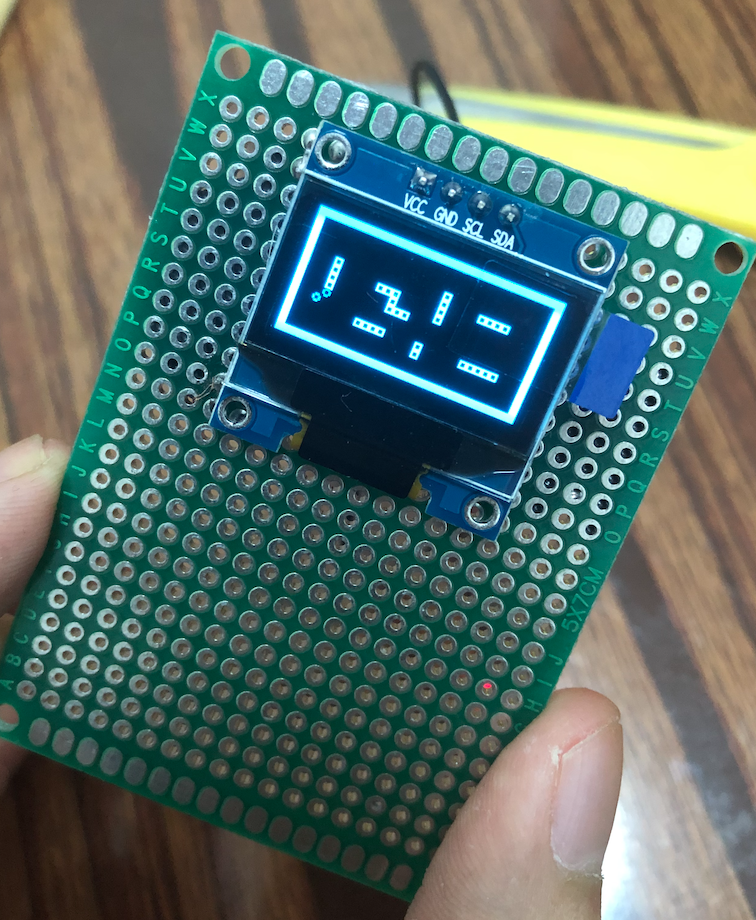 VCC GND SCL SDA
X W V U T S R Q P O N M L K J I H
D C B A
X W V U T S R Q P O
5X7CM
J I H